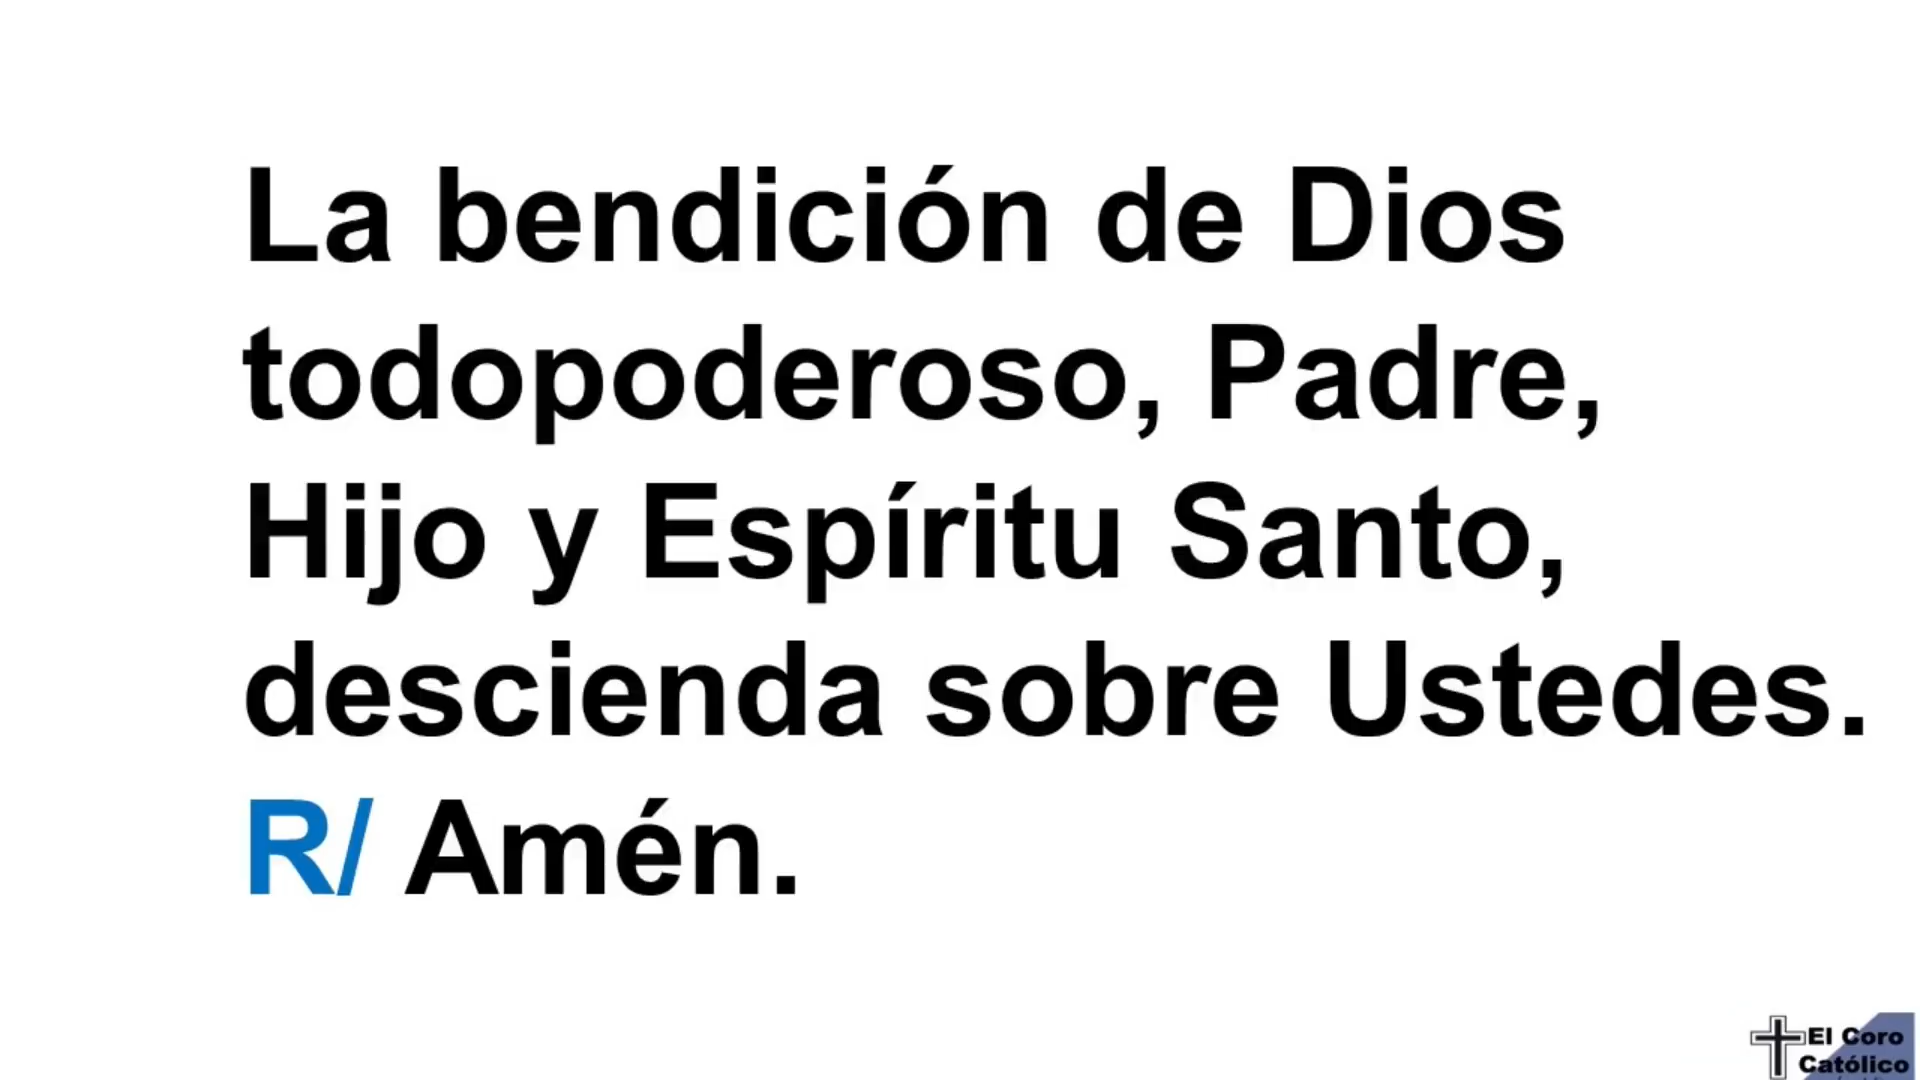 La bendición de Dios
todopoderoso, Padre,
Hijo y Espíritu Santo,
descienda sobre Ustedes.
R/ Amén.
El Coro
Católico